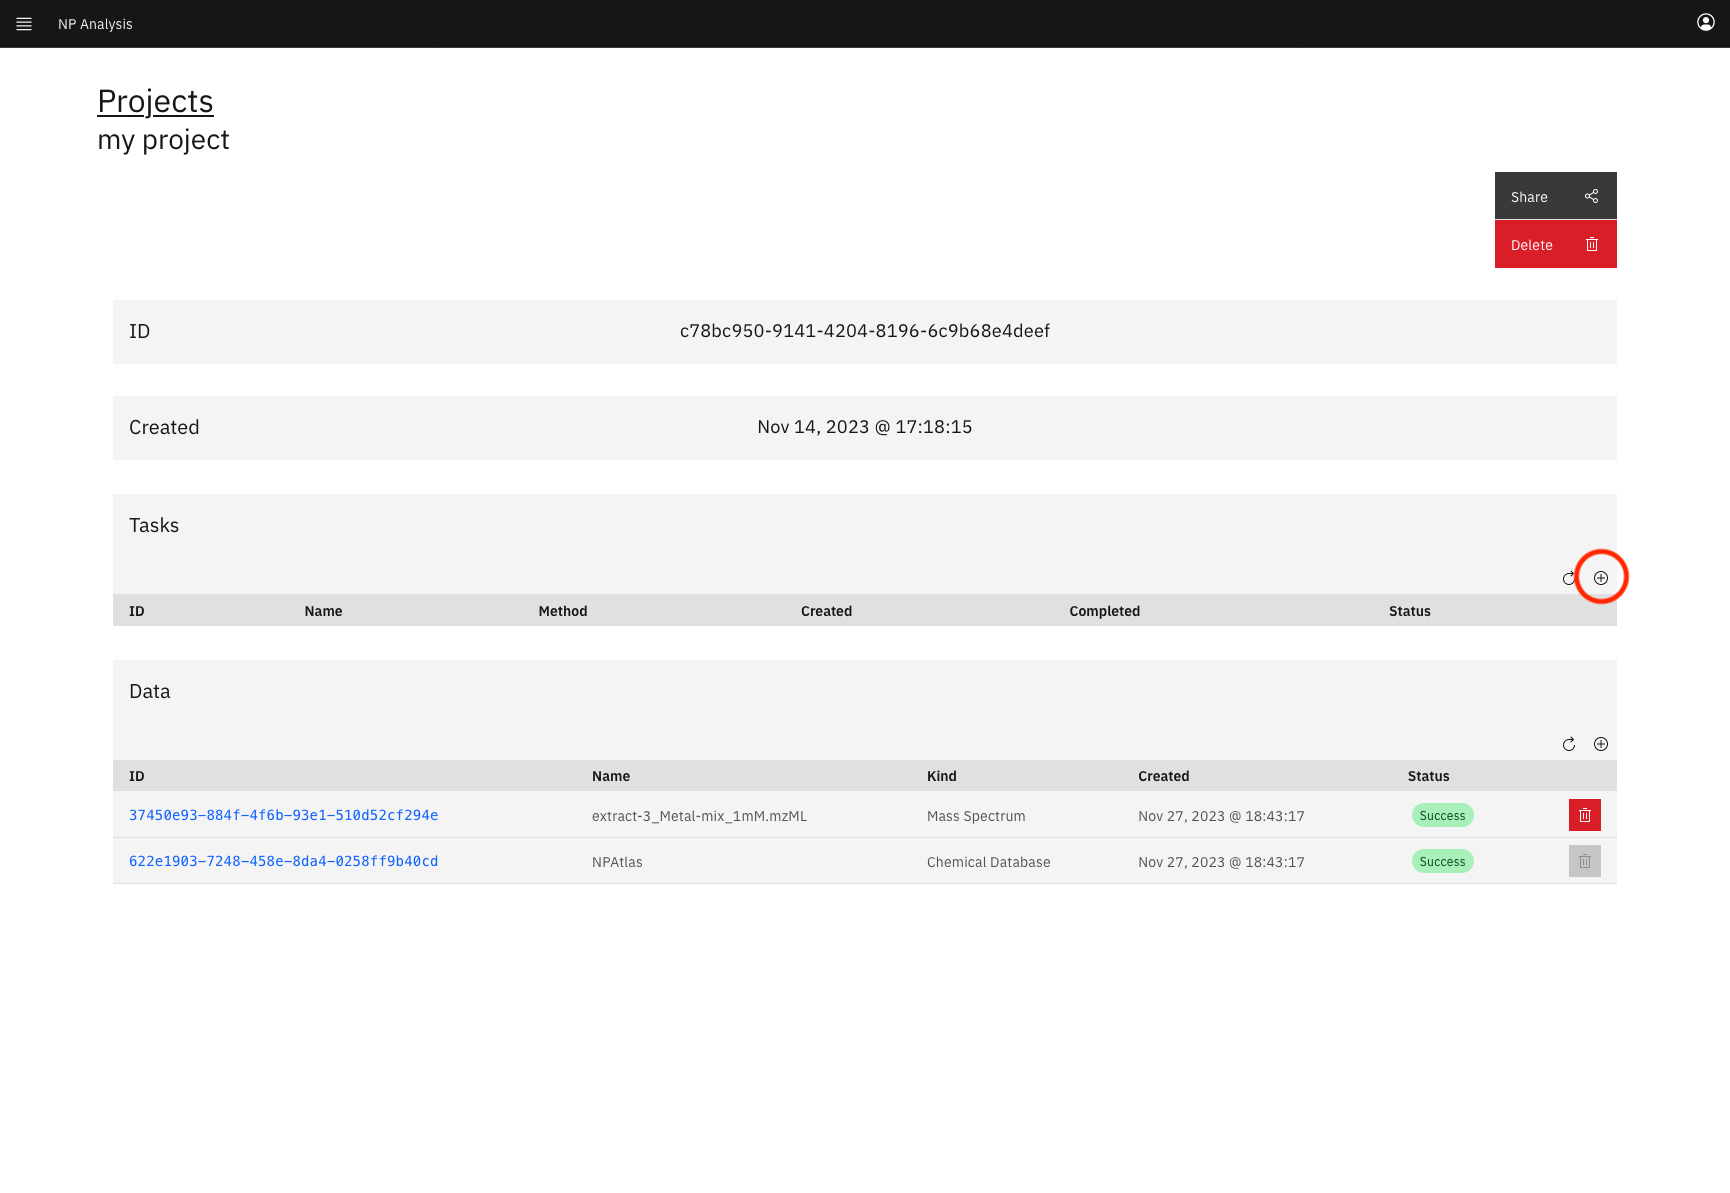 NP Analysis
Projects
my project
Share
Delete
ID c78bc950-9141-4204-8196-6c9b68e4deef
Created Nov 14, 2023 @ 17:18:15
Tasks
ID Name Method Created Completed Status
Data
ID Name Kind Created Status
37450e93-884f-4f6b-93e1-510d52cf294e extract-3_Metal-mix_1mM.mzML Mass Spectrum Nov 27, 2023 @ 18:43:17 Success
622e1903-7248-458e-8da4-0258ff9b40cd NPAtlas Chemical Database Nov 27, 2023 @ 18:43:17 Success